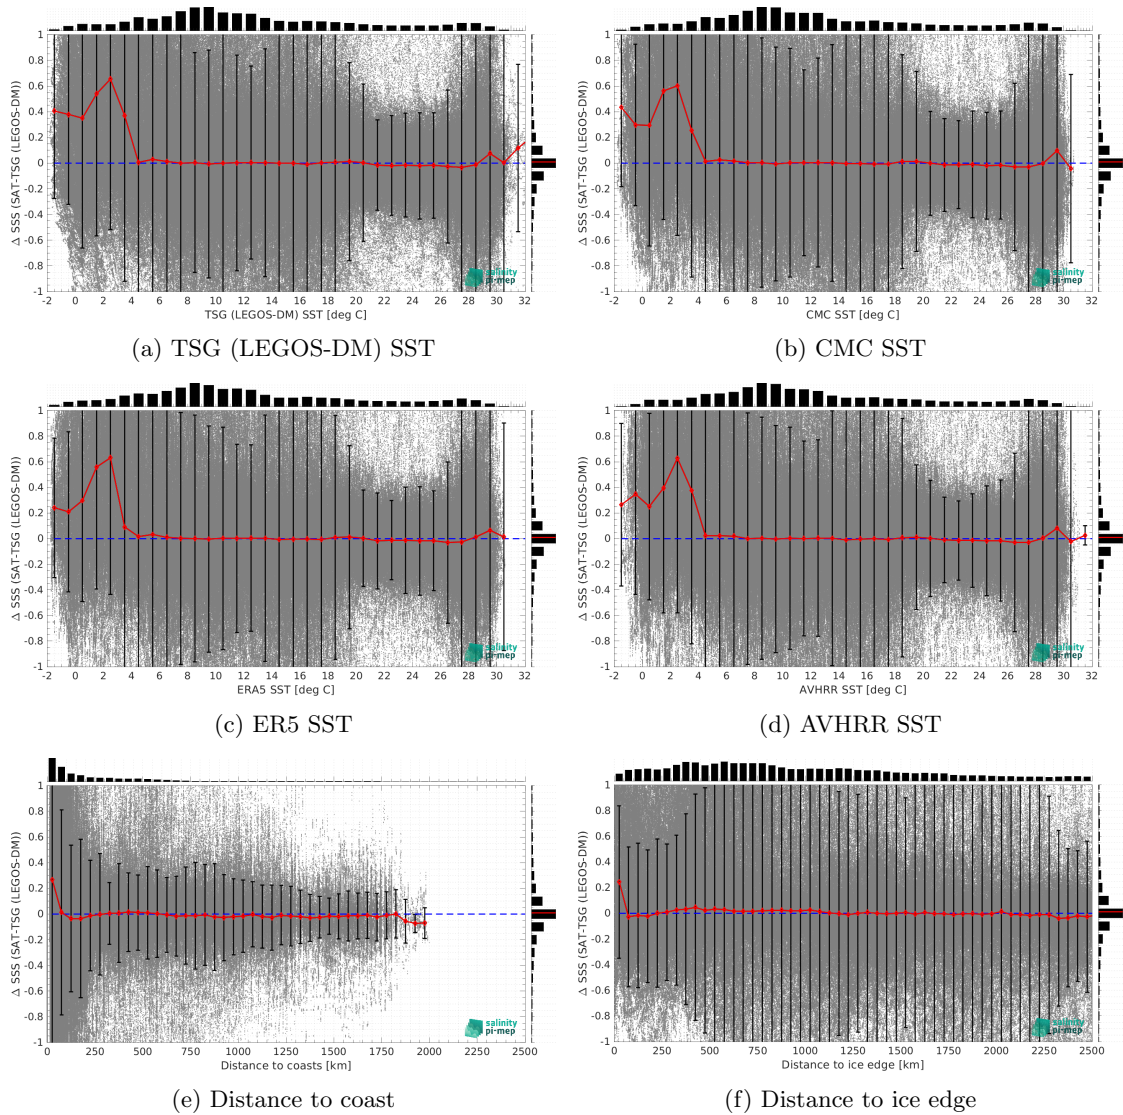 1
0.8
0.6
0.4
0.2
0
-0.2
-0.4
-0.6
-0.8
-1
Δ SSS (SAT-TSG (LEGOS-DM))
salinity
pi-mep
-2 0 2 4 6 8 10 12 14 16 18 20 22 24 26 28 30 32
TSG (LEGOS-DM) SST [deg C]
(a) TSG (LEGOS-DM) SST
1
0.8
0.6
0.4
0.2
0
-0.2
-0.4
-0.6
-0.8
-1
Δ SSS (SAT-TSG (LEGOS-DM))
salinity
pi-mep
-2 0 2 4 6 8 10 12 14 16 18 20 22 24 26 28 30 32
CMC SST [deg C]
(b) CMC SST
1
0.8
0.6
0.4
0.2
0
-0.2
-0.4
-0.6
-0.8
-1
Δ SSS (SAT-TSG (LEGOS-DM))
salinity
pi-mep
-2 0 2 4 6 8 10 12 14 16 18 20 22 24 26 28 30 32
ERA5 SST [deg C]
(c) ER5 SST
1
0.8
0.6
0.4
0.2
0
-0.2
-0.4
-0.6
-0.8
-1
Δ SSS (SAT-TSG (LEGOS-DM))
salinity
pi-mep
-2 0 2 4 6 8 10 12 14 16 18 20 22 24 26 28 30 32
AVHRR SST [deg C]
(d) AVHRR SST
1
0.8
0.6
0.4
0.2
0
-0.2
-0.4
-0.6
-0.8
-1
Δ SSS (SAT-TSG (LEGOS-DM))
salinity
pi-mep
0 250 500 750 1000 1250 1500 1750 2000 2250 2500
Distance to coasts [km]
(e) Distance to coast
1
0.8
0.6
0.4
0.2
0
-0.2
-0.4
-0.6
-0.8
-1
Δ SSS (SAT-TSG (LEGOS-DM))
salinity
pi-mep
0 250 500 750 1000 1250 1500 1750 2000 2250 2500
Distance to ice edge [km]
(f) Distance to ice edge